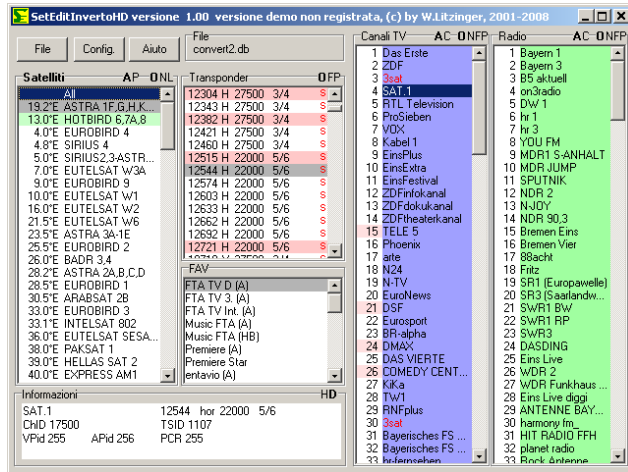 SetEditInvertoHD versione 1.00 versione demo non registrata, (c) by W.Litzinger, 2001-2008
File Config. Aiuto
File
convert2.db
Satelliti AP ONL
All
19.2°E ASTRA 1F,G,H,K...
13.0°E HOTBIRD 6,7A,8
4.0°E EUROBIRD 4
4.8°E SIRIUS 4
5.0°E SIRIUS2,3-ASTR...
7.0°E EUTELSAT W3A
9.0°E EUROBIRD 9
10.0°E EUTELSAT W1
16.0°E EUTELSAT W2
21.5°E EUTELSAT W6
23.5°E ASTRA 3A-1E
25.5°E EUROBIRD 2
26.0°E BADR 3,4
28.2°E ASTRA 2A,B,C,D
28.5°E EUROBIRD 1
30.5°E ARABSAT 2B
33.0°E EUROBIRD 3
33.1°E INTELSAT 802
36.0°E EUTELSAT SESA...
38.0°E PAKSAT 1
39.0°E HELLAS SAT 2
40.0°E EXPRESS AM1
Transponder OFP
12304 H 27500 3/4 S
12343 H 27500 3/4 S
12382 H 27500 3/4 S
12421 H 27500 3/4 S
12460 H 27500 3/4 S
12515 H 22000 5/6 S
12544 H 22000 5/6 S
12574 H 22000 5/6 S
12603 H 22000 5/6 S
12633 H 22000 5/6 S
12662 H 22000 5/6 S
12692 H 22000 5/6 S
12721 H 22000 5/6 S
FAV
FTA TV D (A)
FTA TV 3. (A)
FTA TV Int. (A)
Music FTA (A)
Music FTA (HB)
Premiere (A)
Premiere Star
entavio (A)
Canali TV AC ONFP
1 Das Erste
2 ZDF
3 3sat
4 SAT.1
5 RTL Television
6 ProSieben
7 VOX
8 Kabel 1
9 EinsPlus
10 EinsExtra
11 EinsFestival
12 ZDFinfokanal
13 ZDFdokukanal
14 ZDFtheaterkanal
15 TELE 5
16 Phoenix
17 arte
18 N24
19 N-TV
20 EuroNews
21 DSF
22 Eurosport
23 BR-alpha
24 DMAX
25 DAS VIERTE
26 COMEDY CENT...
27 KiKa
28 TW1
29 RNFplus
30 3sat
31 Bayerisches FS ...
32 Bayerisches FS ...
33 hr-fernsehen
Radio AC ONFP
1 Bayern 1
2 Bayern 3
3 B5 aktuell
4 on3radio
5 DW 1
6 hr 1
7 hr 3
8 YOU FM
9 MDR1 S-ANHALT
10 MDR JUMP
11 SPUTNIK
12 NDR 2
13 N-JOY
14 NDR 90,3
15 Bremen Eins
16 Bremen Vier
17 88acht
18 Fritz
19 SR1 (Europawelle)
20 SR3 (Saarlandw...
21 SWR1 BW
22 SWR1 RP
23 SWR3
24 DASDING
25 Eins Live
26 WDR 2
27 WDR Funkhaus ...
28 Eins Live diggi
29 ANTENNE BAY...
30 harmony fm_
31 HIT RADIO FFH
32 planet radio
33 Rock Antenne
Informazioni HD
SAT.1 12544 hor 22000 5/6
ChID 17500 TSID 1107
VPid 255 APid 256 PCR 255